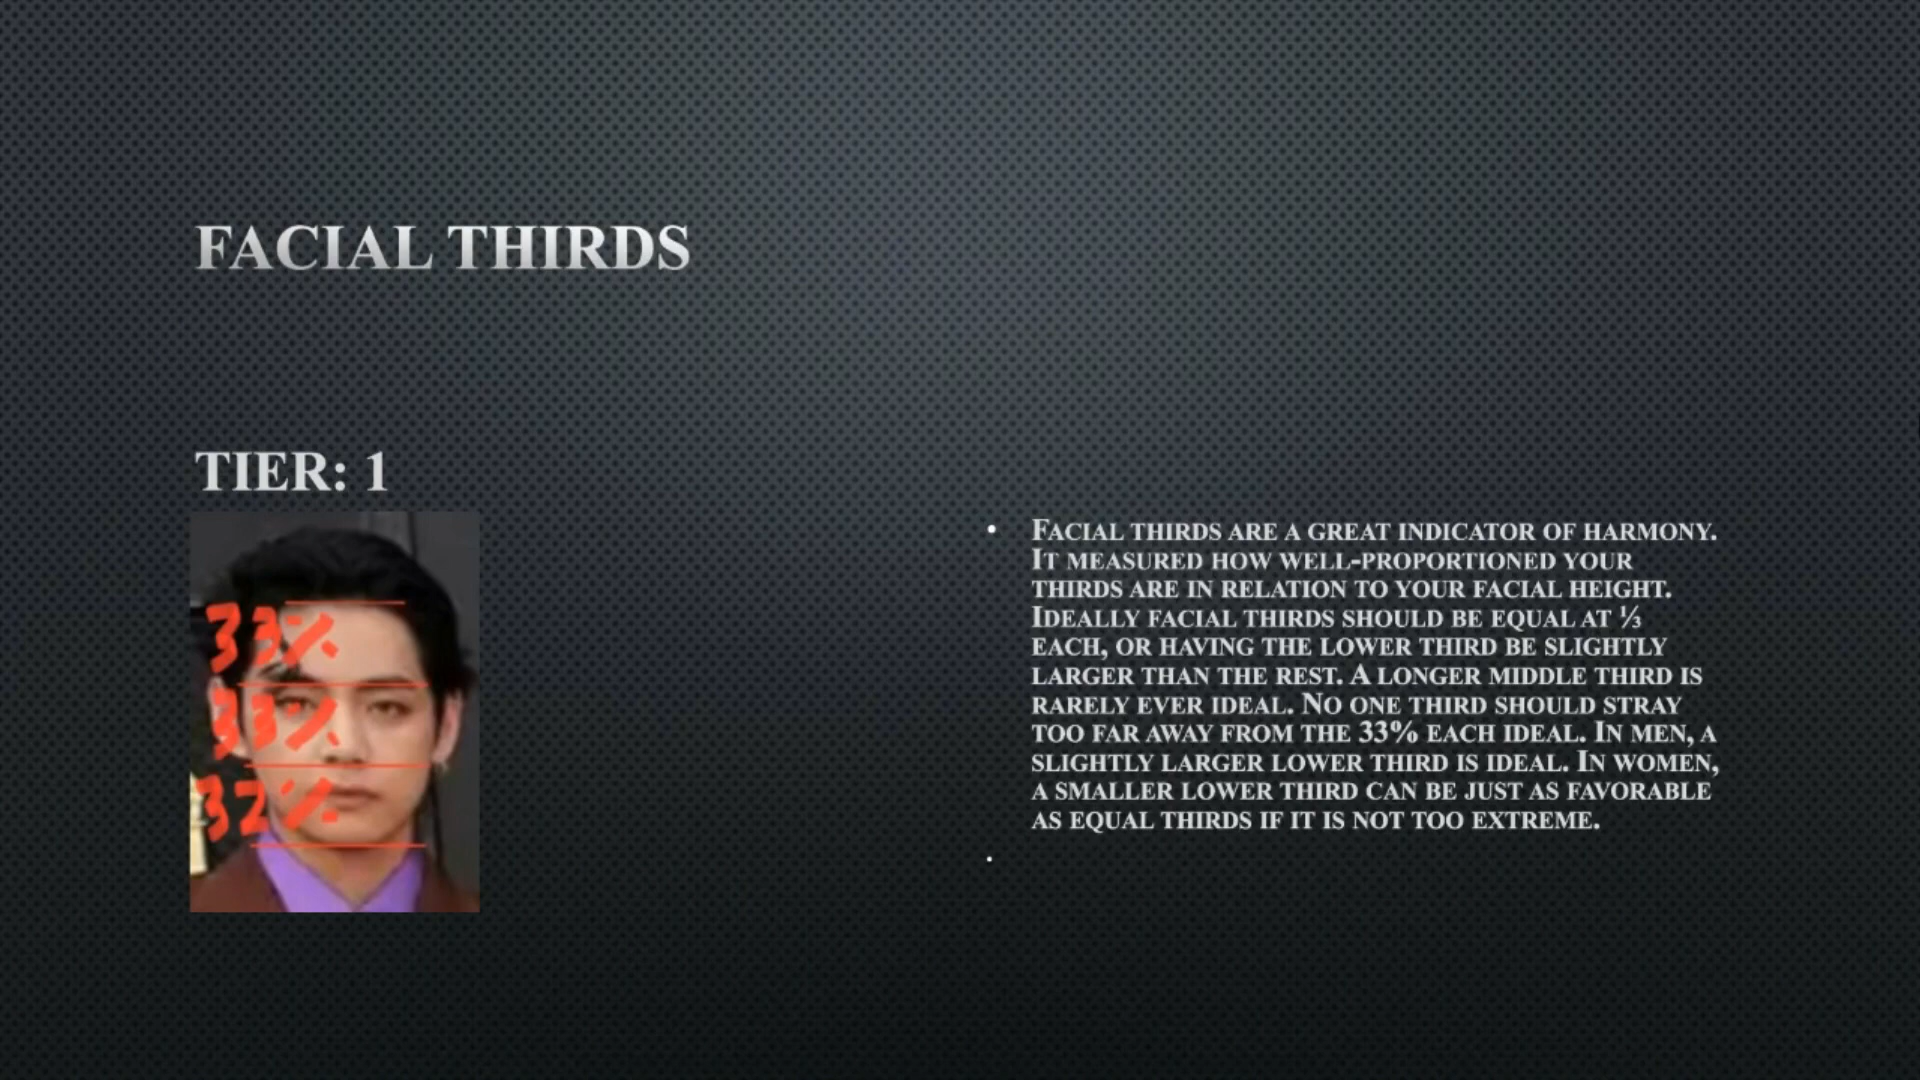 FACIAL THIRDS
TIER: 1
33%
33%
32%
• FACIAL THIRDS ARE A GREAT INDICATOR OF HARMONY.
IT MEASURED HOW WELL-PROPORTIONED YOUR
THIRDS ARE IN RELATION TO YOUR FACIAL HEIGHT.
IDEALLY FACIAL THIRDS SHOULD BE EQUAL AT ⅓
EACH, OR HAVING THE LOWER THIRD BE SLIGHTLY
LARGER THAN THE REST. A LONGER MIDDLE THIRD IS
RARELY EVER IDEAL. NO ONE THIRD SHOULD STRAY
TOO FAR AWAY FROM THE 33% EACH IDEAL. IN MEN, A
SLIGHTLY LARGER LOWER THIRD IS IDEAL. IN WOMEN,
A SMALLER LOWER THIRD CAN BE JUST AS FAVORABLE
AS EQUAL THIRDS IF IT IS NOT TOO EXTREME.